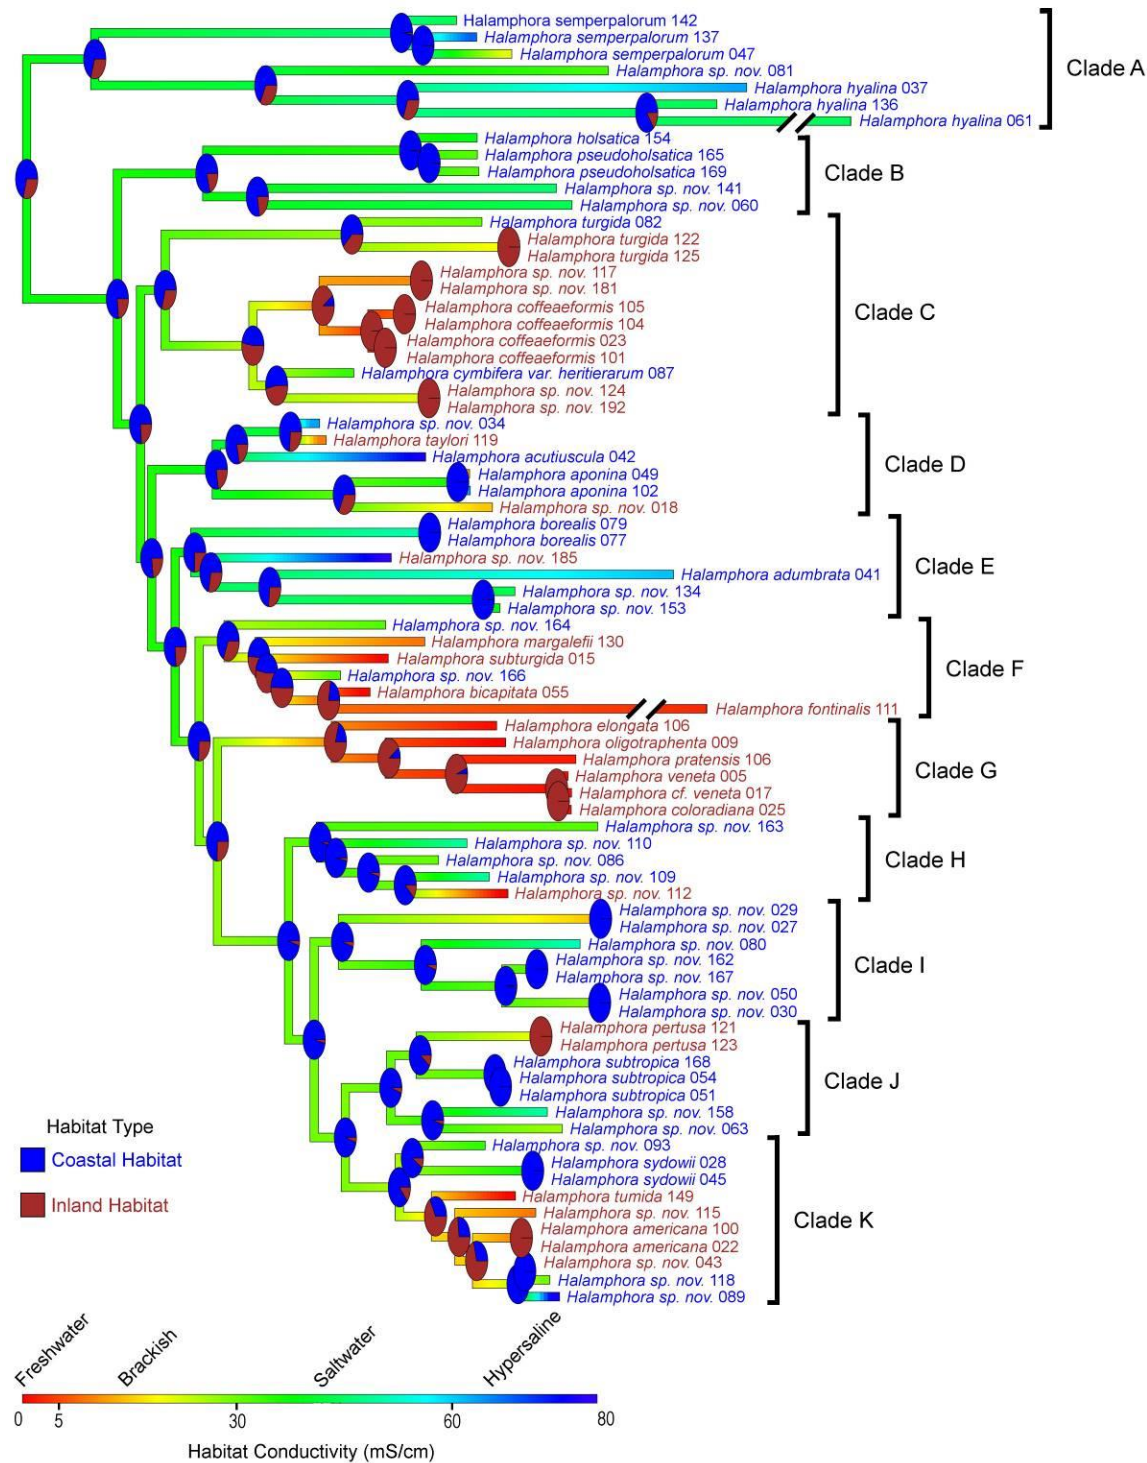 Halamphora semperpalorum 142
Halamphora semperpalorum 137
Halamphora semperpalorum 047
Halamphora sp. nov. 081
Halamphora hyalina 037
Halamphora hyalina 136
Halamphora hyalina 061
Clade A
Halamphora holsatica 154
Halamphora pseudoholsatica 165
Halamphora pseudoholsatica 169
Halamphora sp. nov. 141
Halamphora sp. nov. 060
Clade B
Halamphora turgida 082
Halamphora turgida 122
Halamphora turgida 125
Halamphora sp. nov. 117
Halamphora sp. nov. 181
Halamphora coffeaeformis 105
Halamphora coffeaeformis 104
Halamphora coffeaeformis 023
Halamphora coffeaeformis 101
Halamphora cymbifera var. heritierarum 087
Halamphora sp. nov. 124
Halamphora sp. nov. 192
Clade C
Halamphora sp. nov. 034
Halamphora taylori 119
Halamphora acutiuscula 042
Halamphora aponina 049
Halamphora aponina 102
Halamphora sp. nov. 018
Clade D
Halamphora borealis 079
Halamphora borealis 077
Halamphora sp. nov. 185
Halamphora adumbrata 041
Halamphora sp. nov. 134
Halamphora sp. nov. 153
Clade E
Halamphora sp. nov. 164
Halamphora margalefii 130
Halamphora subturgida 015
Halamphora sp. nov. 166
Halamphora bicapitata 055
Halamphora fontinalis 111
Clade F
Halamphora elongata 106
Halamphora oligotraphenta 009
Halamphora pratensis 106
Halamphora veneta 005
Halamphora cf. veneta 017
Halamphora coloradiana 025
Clade G
Halamphora sp. nov. 163
Halamphora sp. nov. 110
Halamphora sp. nov. 086
Halamphora sp. nov. 109
Halamphora sp. nov. 112
Clade H
Halamphora sp. nov. 029
Halamphora sp. nov. 027
Halamphora sp. nov. 080
Halamphora sp. nov. 162
Halamphora sp. nov. 167
Halamphora sp. nov. 050
Halamphora sp. nov. 030
Clade I
Halamphora pertusa 121
Halamphora pertusa 123
Halamphora subtropica 168
Halamphora subtropica 054
Halamphora subtropica 051
Halamphora sp. nov. 158
Halamphora sp. nov. 063
Clade J
Halamphora sp. nov. 093
Halamphora sydowii 028
Halamphora sydowii 045
Halamphora tumida 149
Halamphora sp. nov. 115
Halamphora americana 100
Halamphora americana 022
Halamphora sp. nov. 043
Halamphora sp. nov. 118
Halamphora sp. nov. 089
Clade K
Habitat Type
Coastal Habitat
Inland Habitat
Freshwater
Brackish
Saltwater
Hypersaline
0 5 30 60 80
Habitat Conductivity (mS/cm)